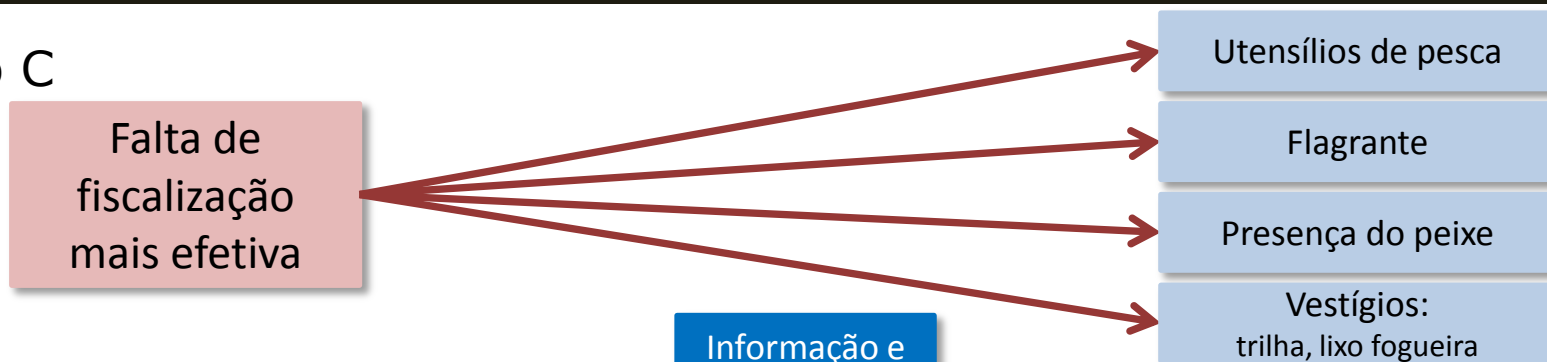 C
Falta de
fiscalização
mais efetiva
Utensílios de pesca
Flagrante
Presença do peixe
Vestígios:
trilha, lixo fogueira
Informação e